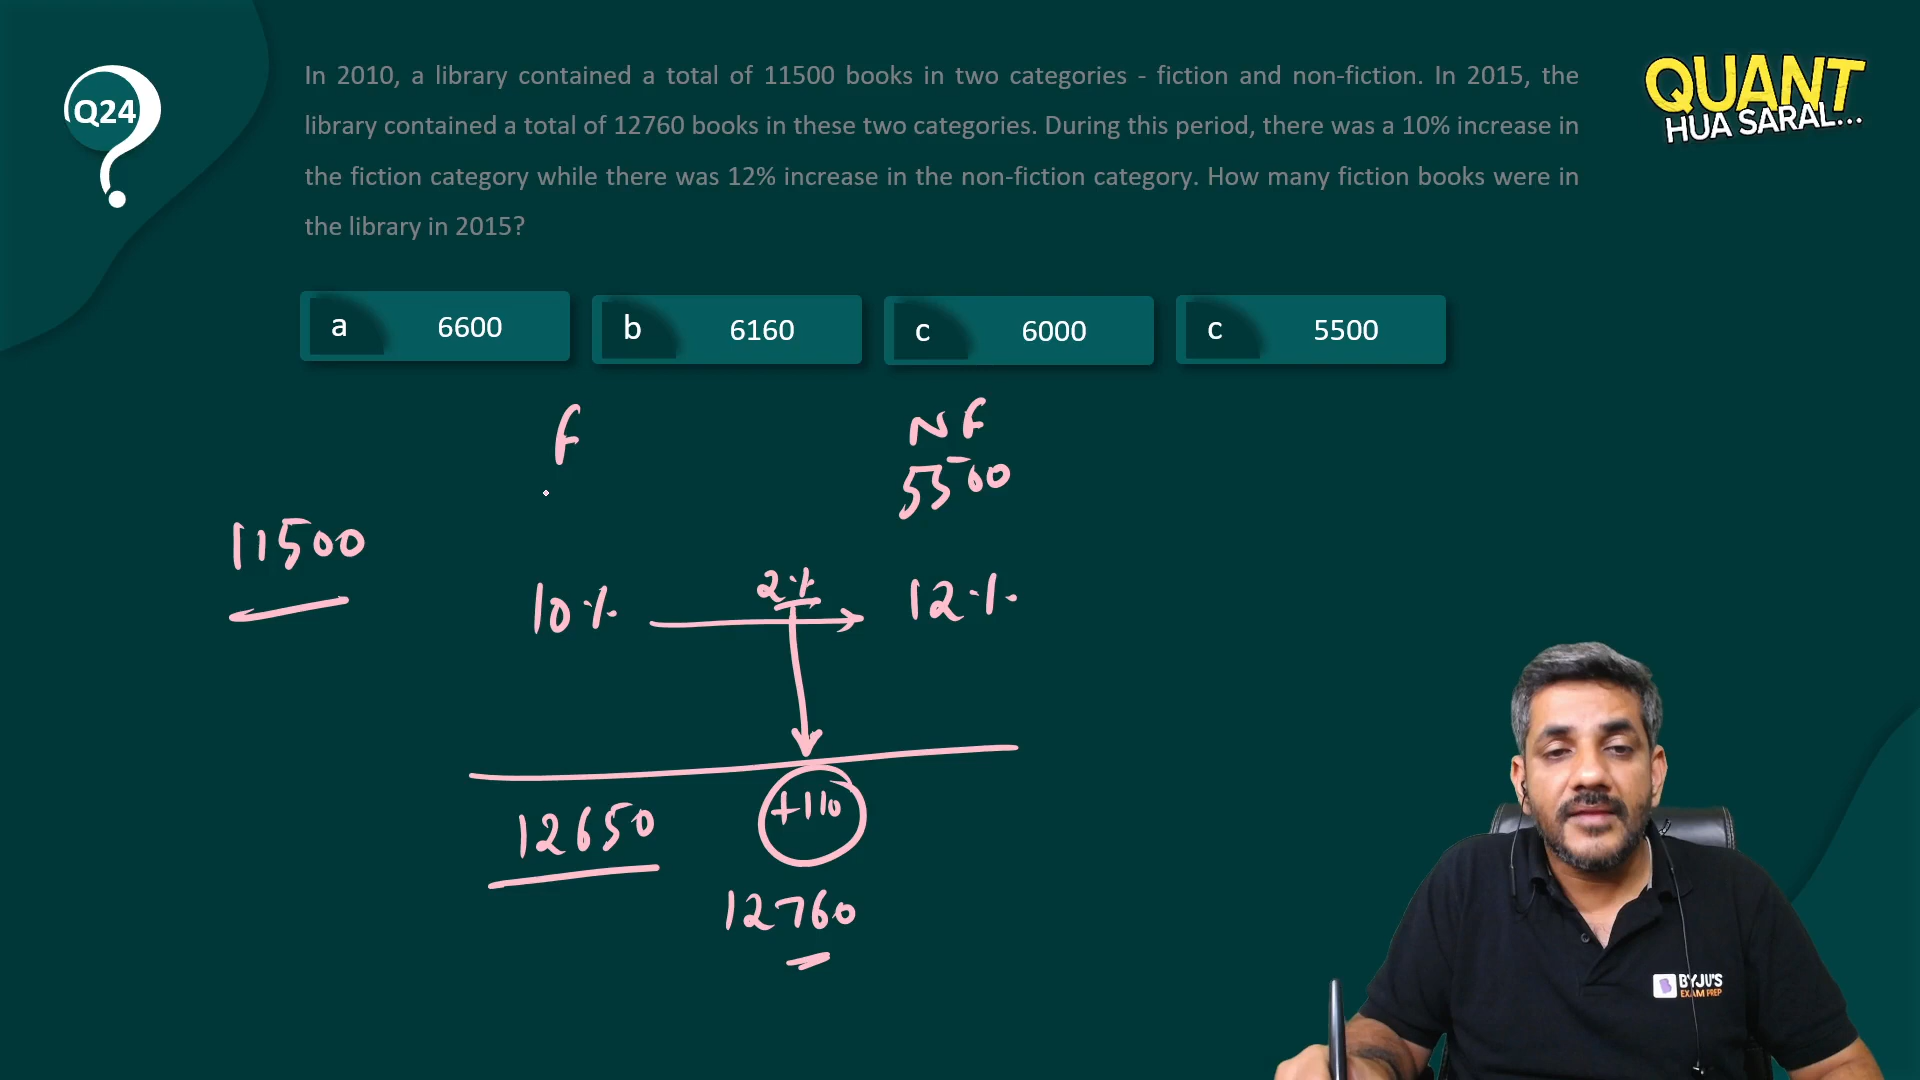 Q24
In 2010, a library contained a total of 11500 books in two categories - fiction and non-fiction. In 2015, the
library contained a total of 12760 books in these two categories. During this period, there was a 10% increase in
the fiction category while there was 12% increase in the non-fiction category. How many fiction books were in
the library in 2015?
QUANT
HUA SARAL...
a 6600 b 6160 c 6000 c 5500
f NF
5500
11500
10% 2% 12%
12650 +110
12760
BYJU'S
EXAM PREP